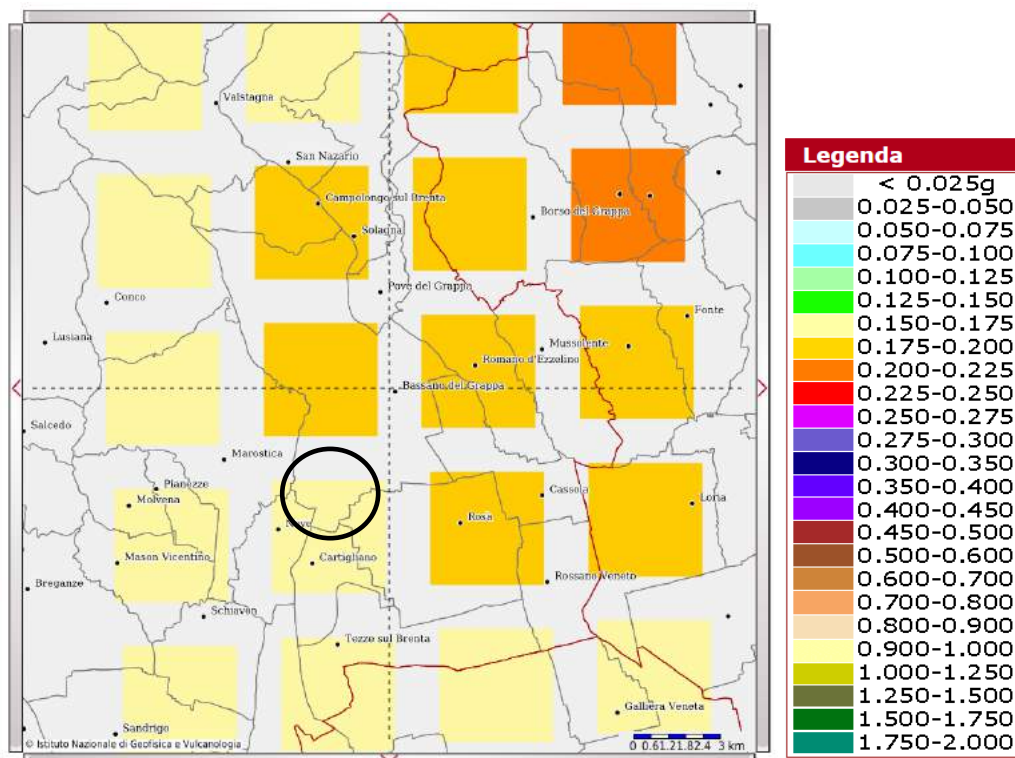 Valstagna
San Nazario
Campolongo sul Brenta
Borso del Grappa
Solagna
Pove del Grappa
Conco
Fonte
Lusiana
Mussolente
Romano d'Ezzelino
Bassano del Grappa
Salcedo
Marostica
Pianezze
Molvena
Cassola
Loria
Rosà
Nove
Mason Vicentino
Cartigliano
Breganze
Rossano Veneto
Schiavon
Tezze sul Brenta
Galliera Veneta
Sandrigo
© Istituto Nazionale di Geofisica e Vulcanologia
0 0.61.21.82.4 3 km
Legenda
< 0.025g
0.025-0.050
0.050-0.075
0.075-0.100
0.100-0.125
0.125-0.150
0.150-0.175
0.175-0.200
0.200-0.225
0.225-0.250
0.250-0.275
0.275-0.300
0.300-0.350
0.350-0.400
0.400-0.450
0.450-0.500
0.500-0.600
0.600-0.700
0.700-0.800
0.800-0.900
0.900-1.000
1.000-1.250
1.250-1.500
1.500-1.750
1.750-2.000